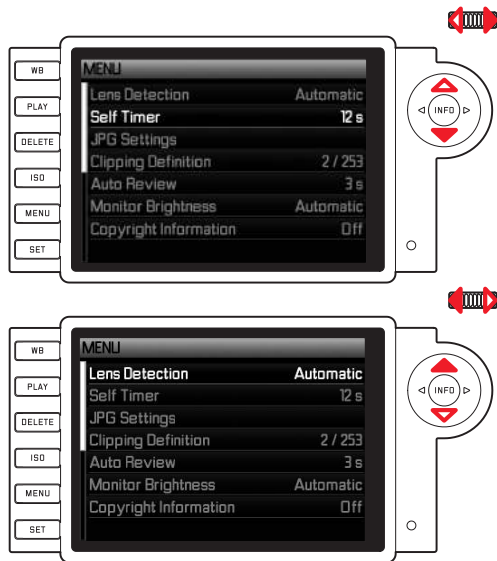 WB
PLAY
DELETE
ISO
MENU
SET
MENU
Lens Detection Automatic
Self Timer 12 s
JPG Settings
Clipping Definition 2 / 253
Auto Review 3 s
Monitor Brightness Automatic
Copyright Information Off
INFO
WB
PLAY
DELETE
ISO
MENU
SET
MENU
Lens Detection Automatic
Self Timer 12 s
JPG Settings
Clipping Definition 2 / 253
Auto Review 3 s
Monitor Brightness Automatic
Copyright Information Off
INFO